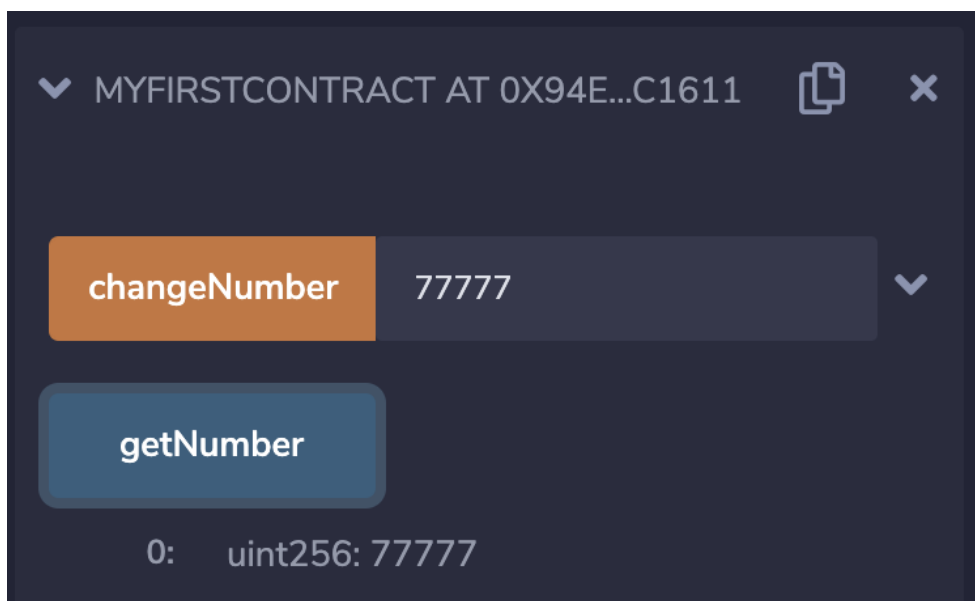 MYFIRSTCONTRACT AT 0X94E...C1611
changeNumber 77777
getNumber
0: uint256: 77777